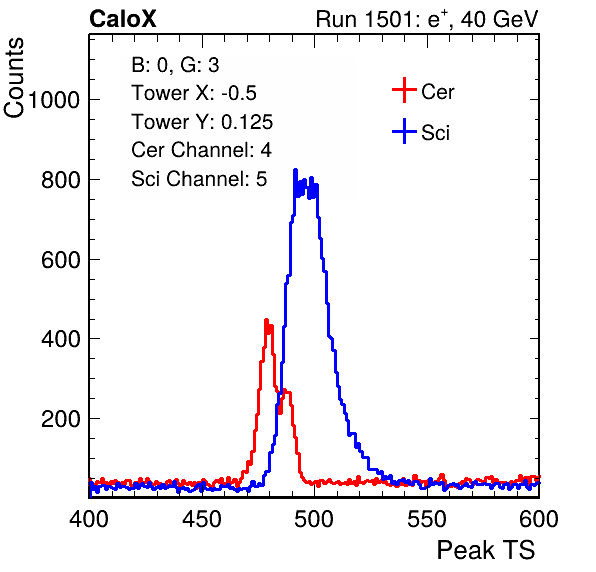 CaloX Run 1501: e⁺, 40 GeV
Counts
B: 0, G: 3
Tower X: -0.5
Tower Y: 0.125
Cer Channel: 4
Sci Channel: 5
Cer
Sci
1000
800
600
400
200
400 450 500 550 600
Peak TS